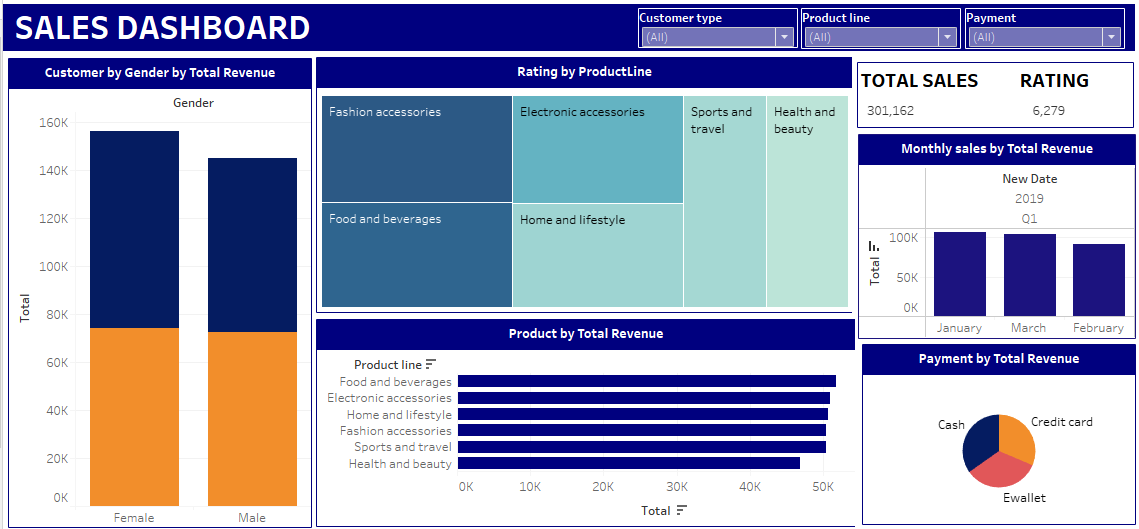 SALES DASHBOARD
Customer type
(All)
Product line
(All)
Payment
(All)
Customer by Gender by Total Revenue
Gender
160K
140K
120K
100K
80K
60K
40K
20K
0K
Total
Female
Male
Rating by ProductLine
Fashion accessories
Electronic accessories
Sports and
travel
Health and
beauty
Food and beverages
Home and lifestyle
Product by Total Revenue
Product line
Food and beverages
Electronic accessories
Home and lifestyle
Fashion accessories
Sports and travel
Health and beauty
0K
10K
20K
30K
40K
50K
Total
TOTAL SALES
RATING
301,162
6,279
Monthly sales by Total Revenue
New Date
2019
Q1
100K
50K
0K
Total
January
March
February
Payment by Total Revenue
Cash
Credit card
Ewallet